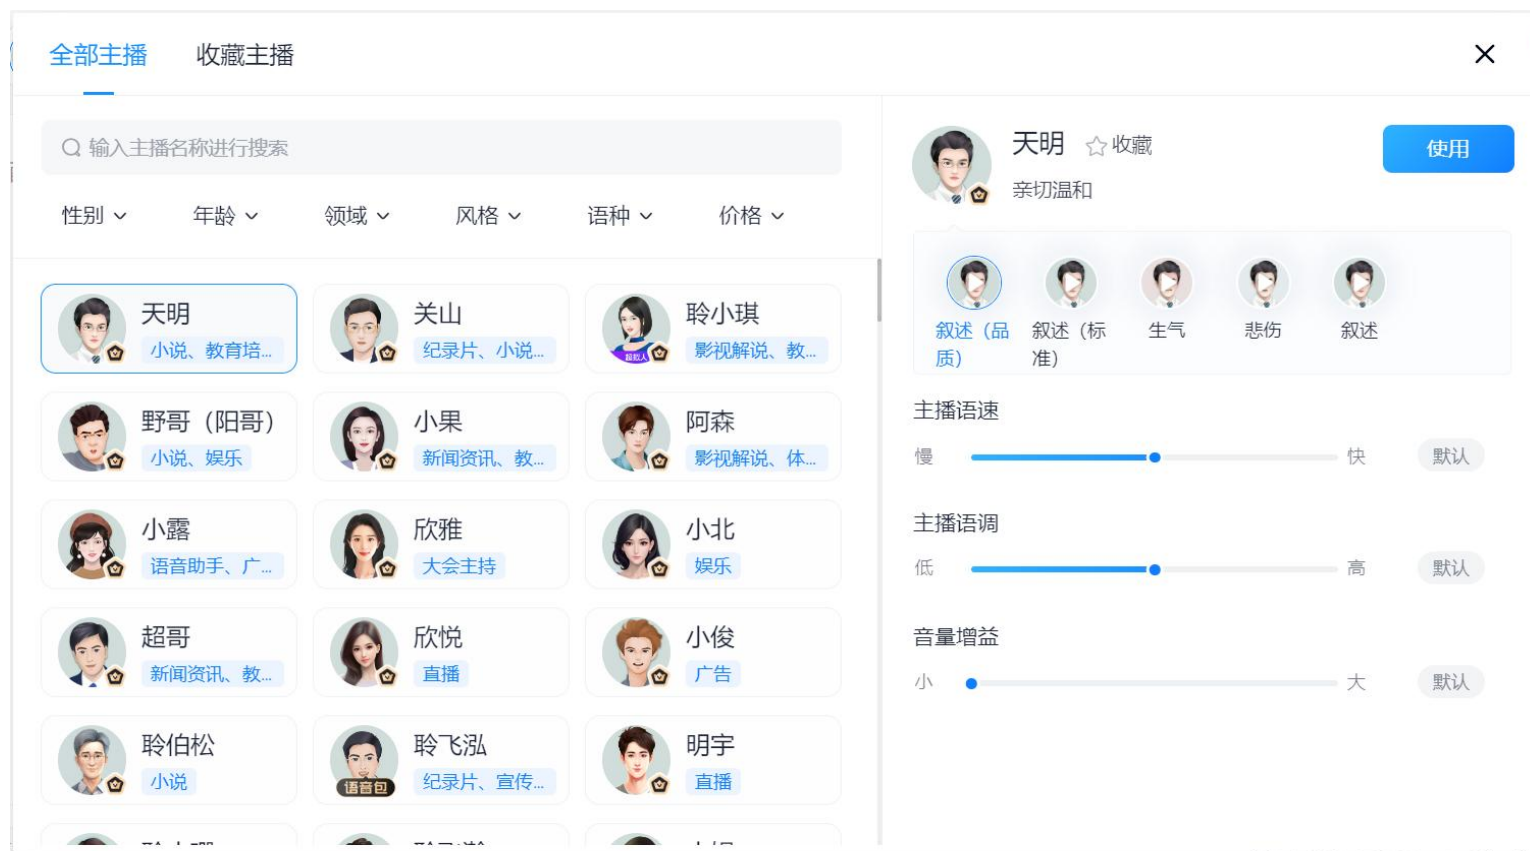 全部主播
收藏主播
输入主播名称进行搜索
性别
年龄
领域
风格
语种
价格
天明
小说、教育培...
关山
纪录片、小说...
聆小琪
影视解说、教...
超拟人
野哥（阳哥）
小说、娱乐
小果
新闻资讯、教...
阿森
影视解说、体...
小露
语音助手、广...
欣雅
大会主持
小北
娱乐
超哥
新闻资讯、教...
欣悦
直播
小俊
广告
聆伯松
小说
聆飞泓
纪录片、宣传...
语音包
明宇
直播
天明
收藏
亲切温和
使用
叙述（品
质）
叙述（标
准）
生气
悲伤
叙述
主播语速
慢
快
默认
主播语调
低
高
默认
音量增益
小
大
默认